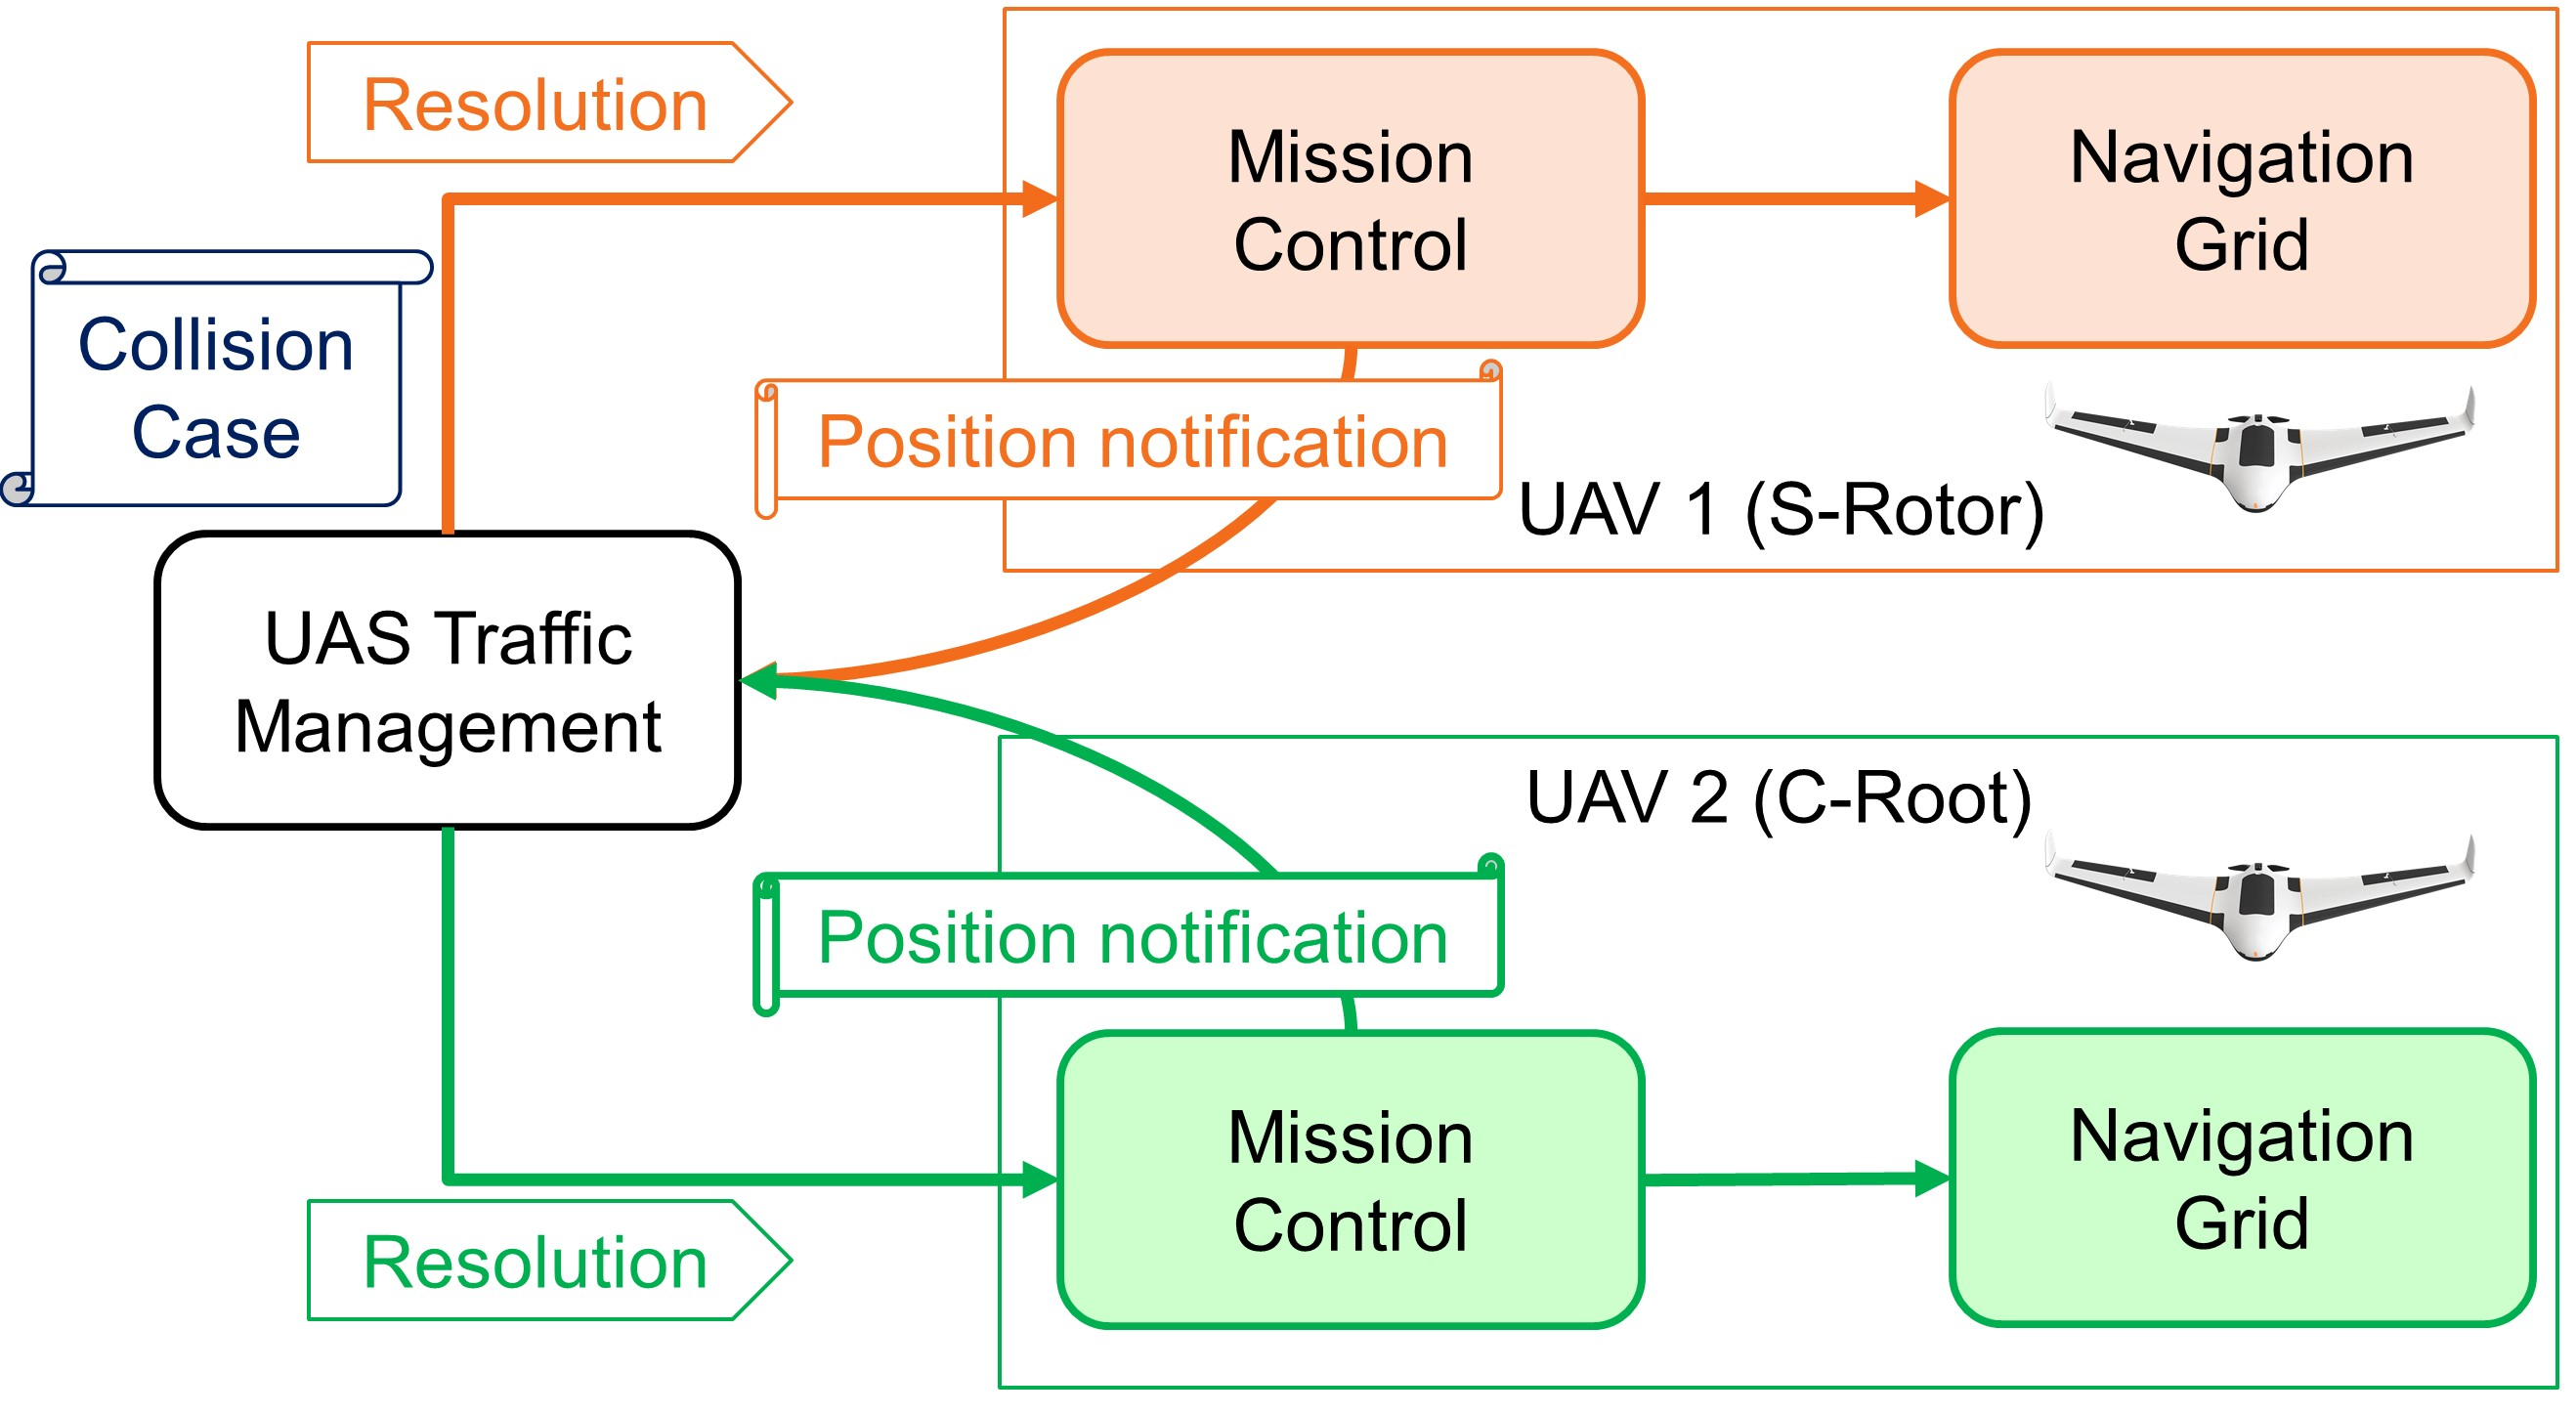 Resolution
Mission
Control
Navigation
Grid
Collision
Case
Position notification
UAV 1 (S-Rotor)
UAS Traffic
Management
UAV 2 (C-Root)
Position notification
Mission
Control
Navigation
Grid
Resolution